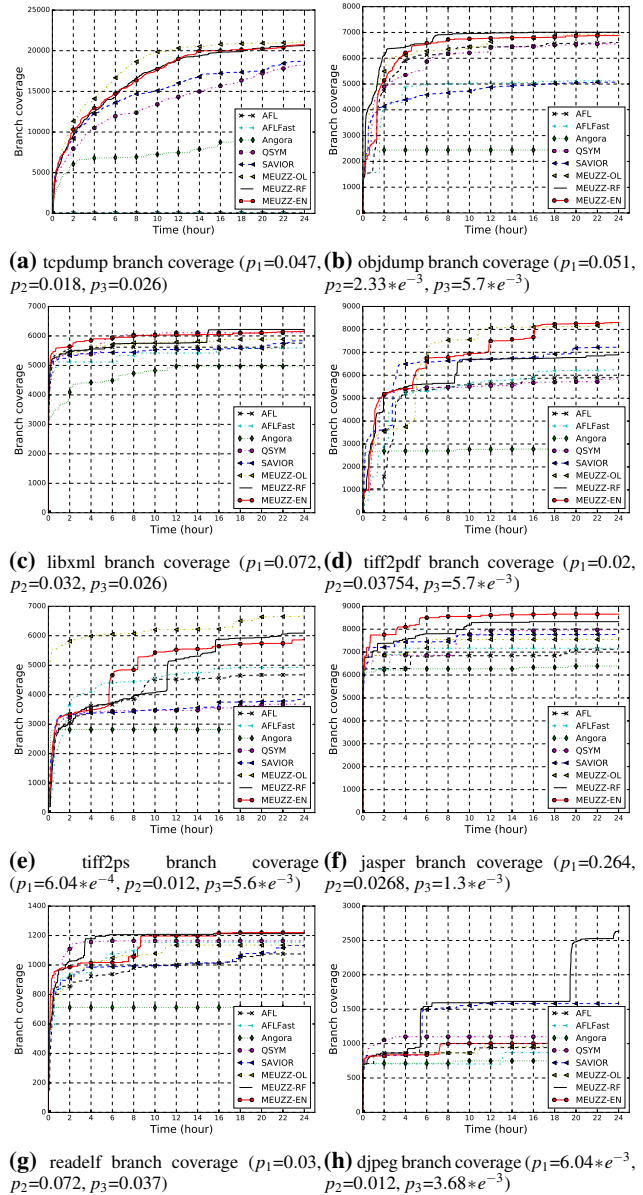 25000
20000
15000
10000
5000
0
Branch coverage
AFL
AFLFast
Angora
QSYM
SAVIOR
MEUZZ-OL
MEUZZ-RF
MEUZZ-EN
0 2 4 6 8 10 12 14 16 18 20 22 24
Time (hour)
8000
7000
6000
5000
4000
3000
2000
1000
0
Branch coverage
AFL
AFLFast
Angora
QSYM
SAVIOR
MEUZZ-OL
MEUZZ-RF
MEUZZ-EN
0 2 4 6 8 10 12 14 16 18 20 22 24
Time (hour)
(a) tcpdump branch coverage (p1=0.047,
p2=0.018, p3=0.026)
(b) objdump branch coverage (p1=0.051,
p2=2.33∗e−3, p3=5.7∗e−3)
7000
6000
5000
4000
3000
2000
1000
0
Branch coverage
AFL
AFLFast
Angora
QSYM
SAVIOR
MEUZZ-OL
MEUZZ-RF
MEUZZ-EN
0 2 4 6 8 10 12 14 16 18 20 22 24
Time (hour)
9000
8000
7000
6000
5000
4000
3000
2000
1000
0
Branch coverage
AFL
AFLFast
Angora
QSYM
SAVIOR
MEUZZ-OL
MEUZZ-RF
MEUZZ-EN
0 2 4 6 8 10 12 14 16 18 20 22 24
Time (hour)
(c) libxml branch coverage (p1=0.072,
p2=0.032, p3=0.026)
(d) tiff2pdf branch coverage (p1=0.02,
p2=0.03754, p3=5.7∗e−3)
7000
6000
5000
4000
3000
2000
1000
0
Branch coverage
AFL
AFLFast
Angora
QSYM
SAVIOR
MEUZZ-OL
MEUZZ-RF
MEUZZ-EN
0 2 4 6 8 10 12 14 16 18 20 22 24
Time (hour)
9000
8000
7000
6000
5000
4000
3000
2000
1000
0
Branch coverage
AFL
AFLFast
Angora
QSYM
SAVIOR
MEUZZ-OL
MEUZZ-RF
MEUZZ-EN
0 2 4 6 8 10 12 14 16 18 20 22 24
Time (hour)
(e) tiff2ps branch coverage
(p1=6.04∗e−4, p2=0.012, p3=5.6∗e−3)
(f) jasper branch coverage (p1=0.264,
p2=0.0268, p3=1.3∗e−3)
1400
1200
1000
800
600
400
200
0
Branch coverage
AFL
AFLFast
Angora
QSYM
SAVIOR
MEUZZ-OL
MEUZZ-RF
MEUZZ-EN
0 2 4 6 8 10 12 14 16 18 20 22 24
Time (hour)
3000
2500
2000
1500
1000
500
0
Branch coverage
AFL
AFLFast
Angora
QSYM
SAVIOR
MEUZZ-OL
MEUZZ-RF
MEUZZ-EN
0 2 4 6 8 10 12 14 16 18 20 22 24
Time (hour)
(g) readelf branch coverage (p1=0.03,
p2=0.072, p3=0.037)
(h) djpeg branch coverage (p1=6.04∗e−3,
p2=0.012, p3=3.68∗e−3)